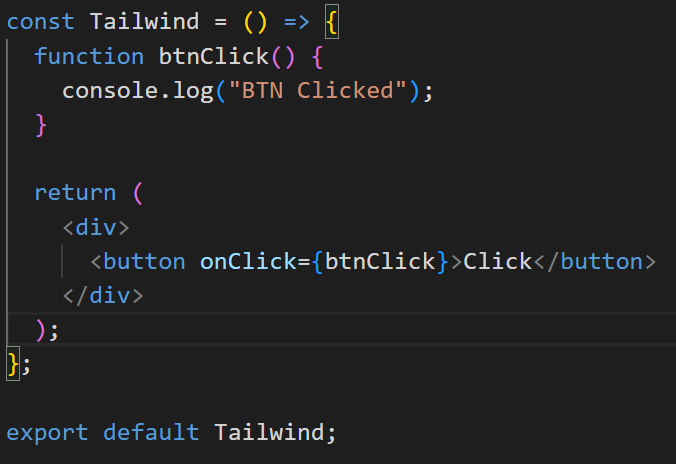 const Tailwind = () => {
  function btnClick() {
    console.log("BTN Clicked");
  }

  return (
    <div>
      <button onClick={btnClick}>Click</button>
    </div>
  );
};

export default Tailwind;